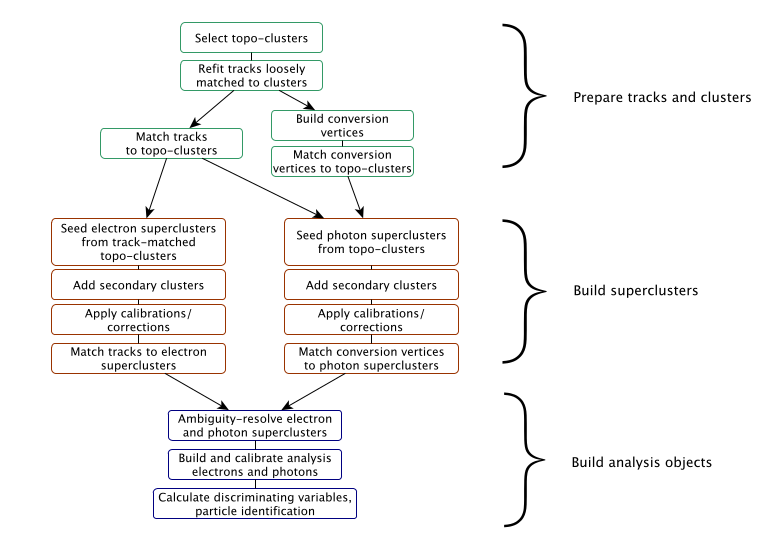 Select topo-clusters
Refit tracks loosely
matched to clusters
Build conversion
vertices
Match tracks
to topo-clusters
Match conversion
vertices to topo-clusters
Prepare tracks and clusters
Seed electron superclusters
from track-matched
topo-clusters
Add secondary clusters
Apply calibrations/
corrections
Match tracks to electron
superclusters
Seed photon superclusters
from topo-clusters
Add secondary clusters
Apply calibrations/
corrections
Match conversion vertices
to photon superclusters
Build superclusters
Ambiguity-resolve electron
and photon superclusters
Build and calibrate analysis
electrons and photons
Calculate discriminating variables,
particle identification
Build analysis objects